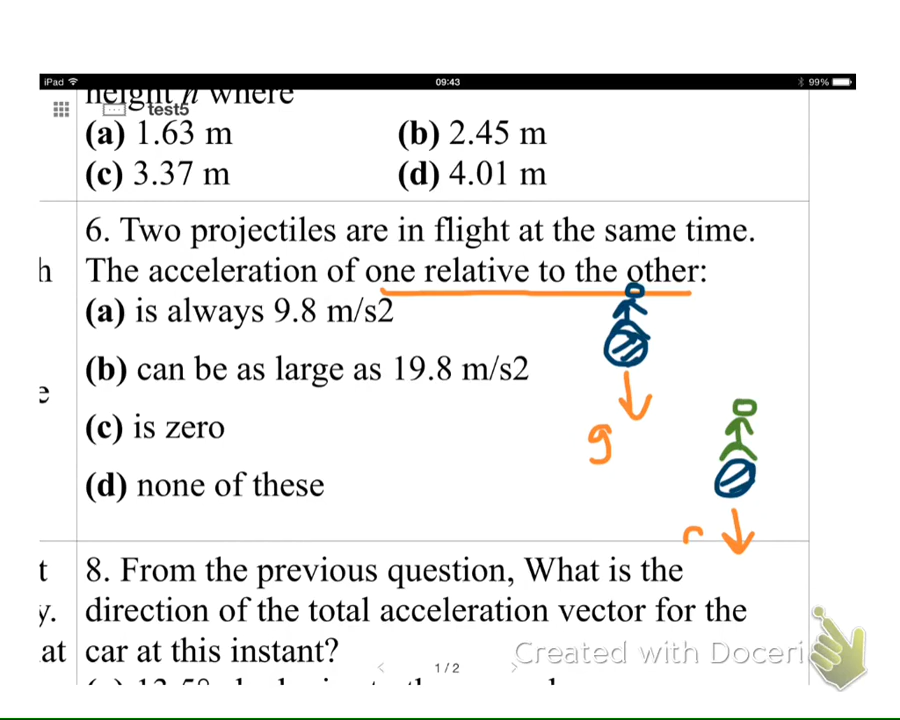 iPad 09:43 99%
height h where
test5
(a) 1.63 m (b) 2.45 m
(c) 3.37 m (d) 4.01 m
6. Two projectiles are in flight at the same time.
h The acceleration of one relative to the other:
(a) is always 9.8 m/s2
(b) can be as large as 19.8 m/s2
e
(c) is zero
g
(d) none of these
t 8. From the previous question, What is the
y. direction of the total acceleration vector for the
at car at this instant?
Created with Doceri
< 1/2 >